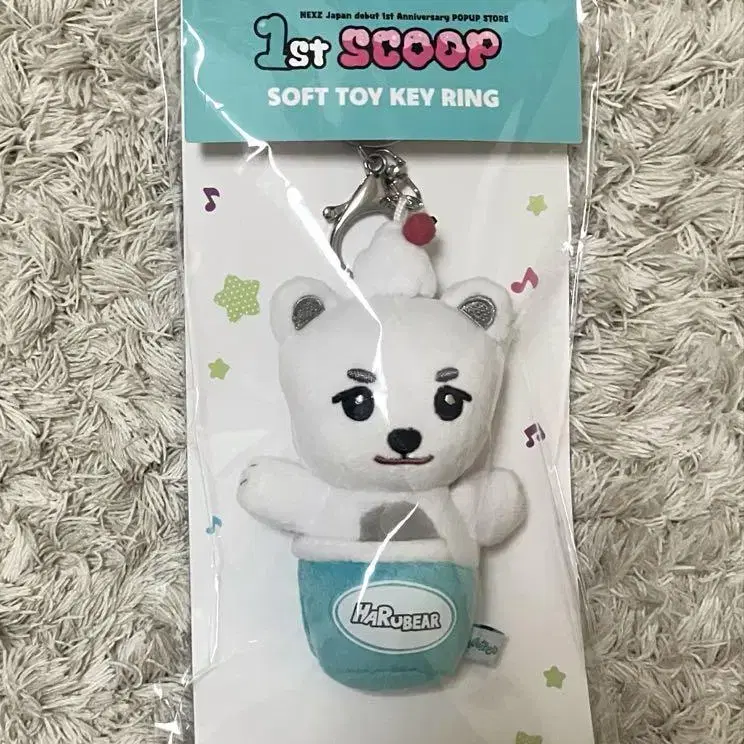 NEXZ Japan debut 1st Anniversary POPUP STORE
1st SCOOP
SOFT TOY KEY RING
HARUBEAR